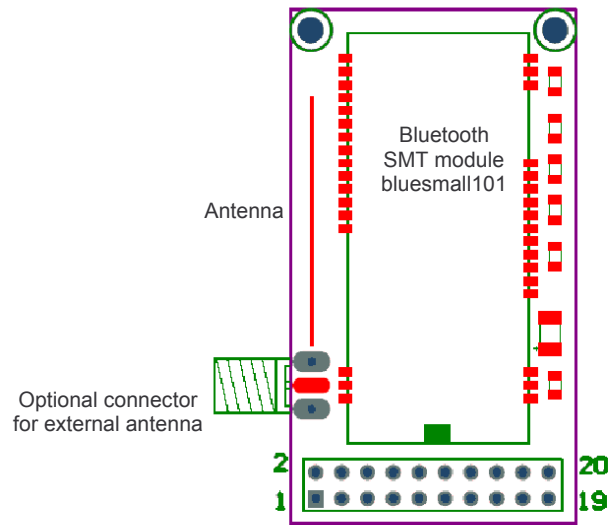 Bluetooth
SMT module
bluesmall101
Antenna
Optional connector
for external antenna
2
20
1
19